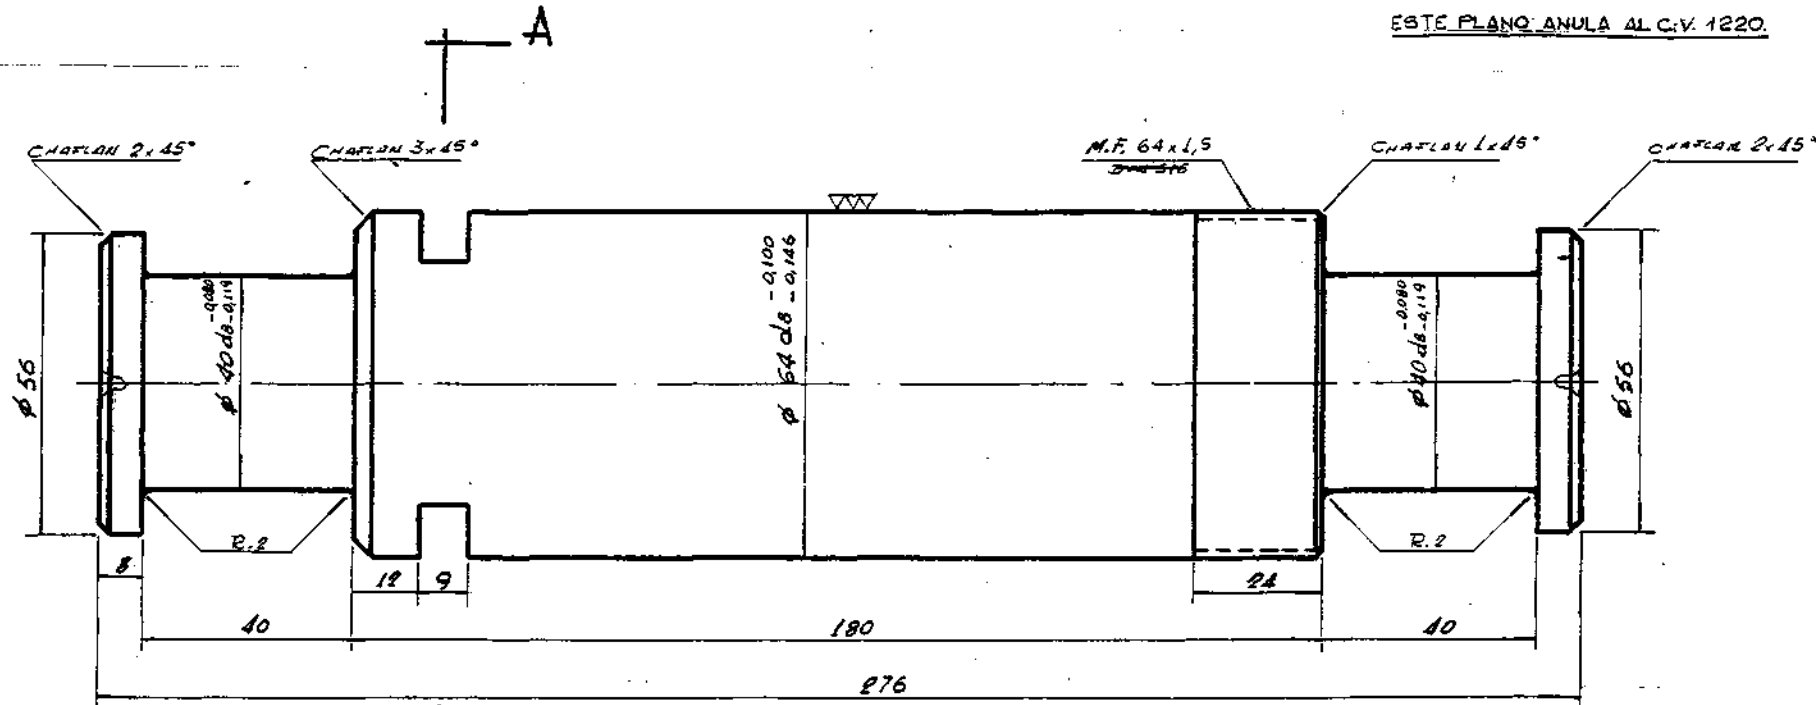 ESTE PLANO ANULA AL C.V. 1220.
A
CHAFLAN 2x45°
CHAFLAN 3x45°
M.F. 64x1,5
CHAFLAN 1x45°
CHAFLAN 2x45°
ø 56
ø 40 d8 -0,080 -0,119
ø 64 d8 -0,100 -0,146
ø 40 d8 -0,080 -0,119
ø 56
R.2
R.2
8
12
9
24
40
180
40
276